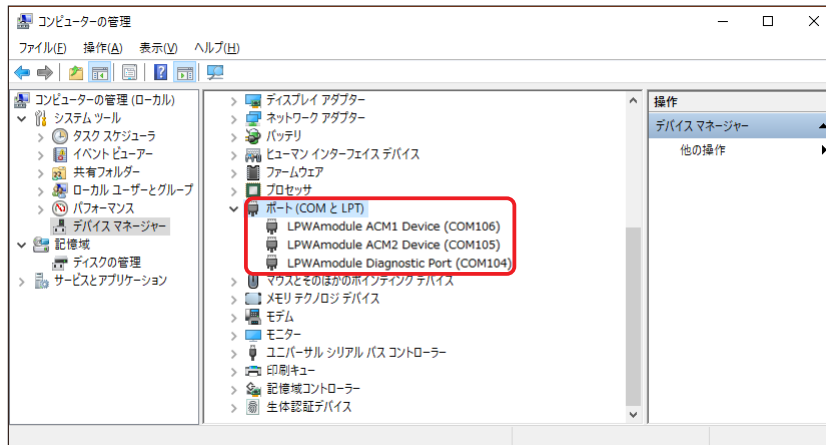 コンピューターの管理
ファイル(F) 操作(A) 表示(V) ヘルプ(H)
コンピューターの管理 (ローカル)
システム ツール
タスク スケジューラ
イベント ビューアー
共有フォルダー
ローカル ユーザーとグループ
パフォーマンス
デバイス マネージャー
記憶域
ディスクの管理
サービスとアプリケーション
ディスプレイ アダプター
ネットワーク アダプター
バッテリ
ヒューマン インターフェイス デバイス
ファームウェア
プロセッサ
ポート (COM と LPT)
LPWAmodule ACM1 Device (COM106)
LPWAmodule ACM2 Device (COM105)
LPWAmodule Diagnostic Port (COM104)
マウスとそのほかのポインティング デバイス
メモリ テクノロジ デバイス
モデム
モニター
ユニバーサル シリアル バス コントローラー
印刷キュー
記憶域コントローラー
生体認証デバイス
操作
デバイス マネージャー
他の操作